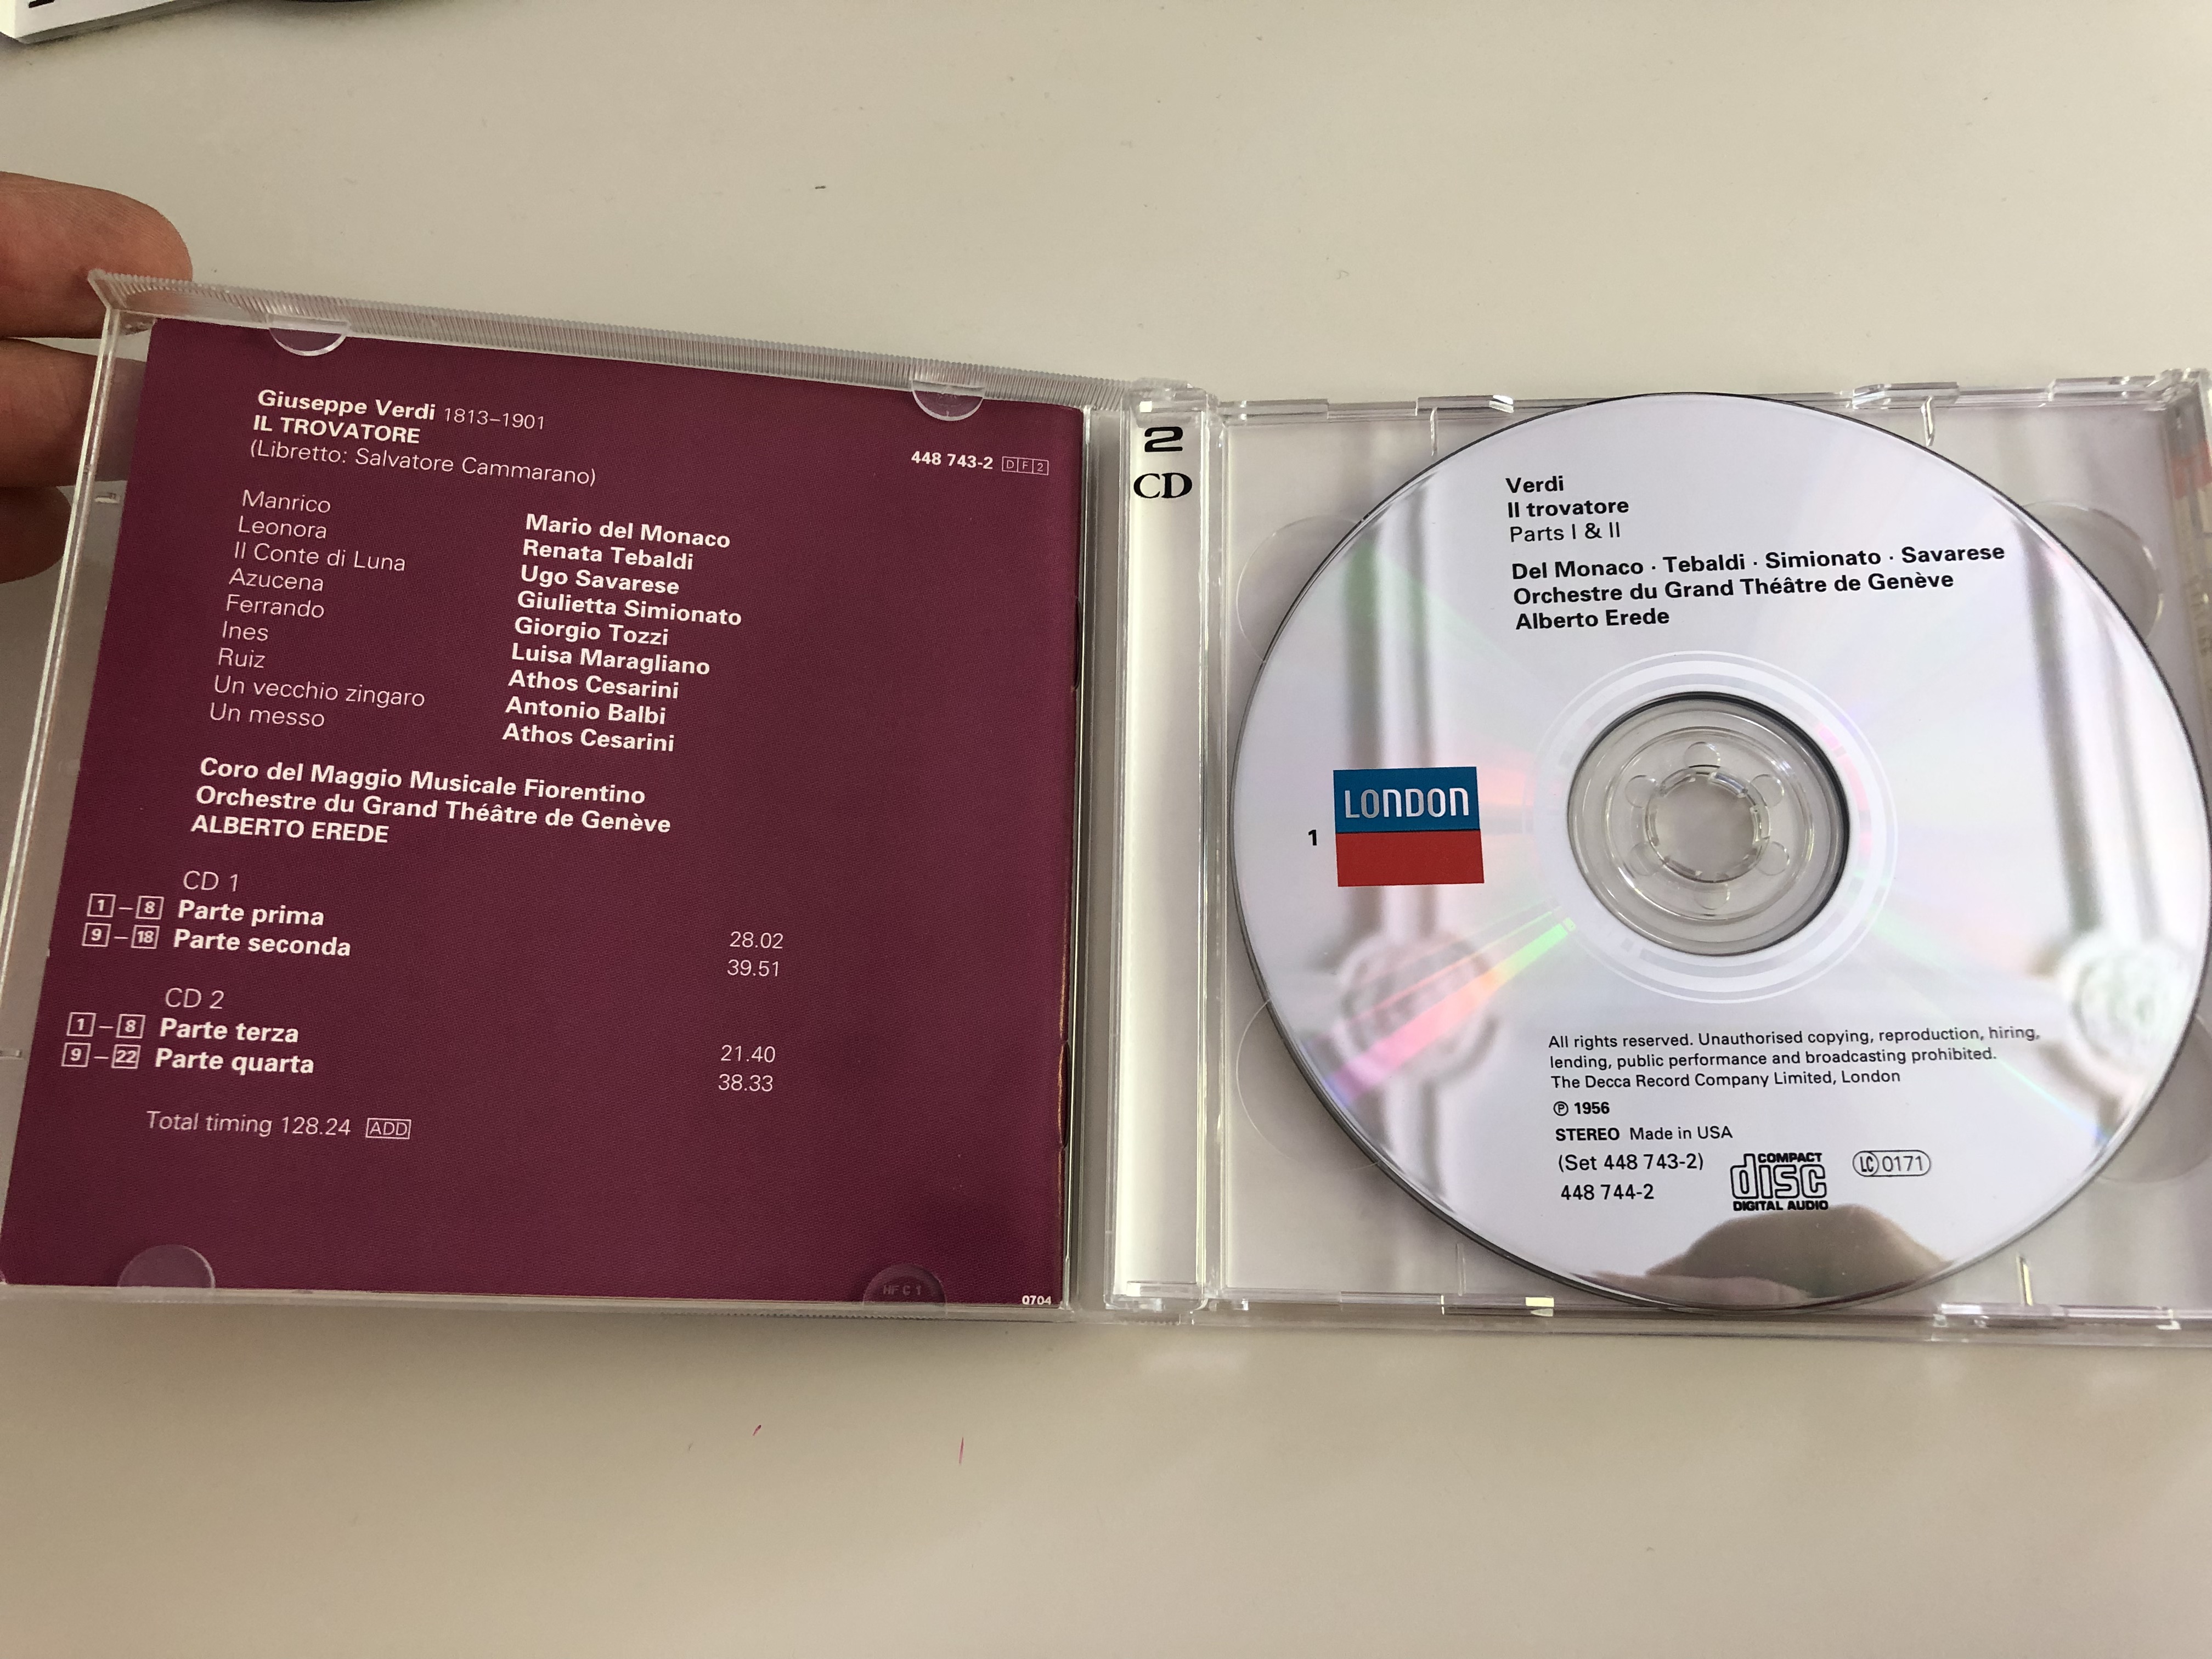 Giuseppe Verdi 1813–1901
IL TROVATORE
(Libretto: Salvatore Cammarano)
448 743-2 DF2
Manrico Mario del Monaco
Leonora Renata Tebaldi
Il Conte di Luna Ugo Savarese
Azucena Giulietta Simionato
Ferrando Giorgio Tozzi
Ines Luisa Maragliano
Ruiz Athos Cesarini
Un vecchio zingaro Antonio Balbi
Un messo Athos Cesarini
Coro del Maggio Musicale Fiorentino
Orchestre du Grand Théâtre de Genève
ALBERTO EREDE
CD 1
1 – 8 Parte prima 28.02
9 – 18 Parte seconda 39.51
CD 2
1 – 8 Parte terza 21.40
9 – 22 Parte quarta 38.33
Total timing 128.24 ADD
HF C 1
0704
2
CD
Verdi
Il trovatore
Parts I & II
Del Monaco · Tebaldi · Simionato · Savarese
Orchestre du Grand Théâtre de Genève
Alberto Erede
1
LONDON
All rights reserved. Unauthorised copying, reproduction, hiring,
lending, public performance and broadcasting prohibited.
The Decca Record Company Limited, London
℗ 1956
STEREO Made in USA
(Set 448 743-2)
448 744-2
COMPACT
disc
DIGITAL AUDIO
LC 0171